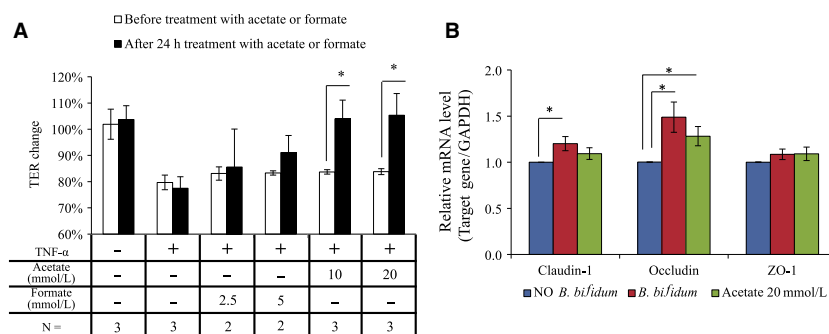 A
Before treatment with acetate or formate
After 24 h treatment with acetate or formate
TER change
120%
110%
100%
90%
80%
70%
60%
* *
TNF-α – + + + + +
Acetate (mmol/L) – – – – 10 20
Formate (mmol/L) – – 2.5 5 – –
N = 3 3 2 2 3 3
B
Relative mRNA level
(Target gene/GAPDH)
2.0
1.5
1.0
0.5
0.0
* * *
Claudin-1 Occludin ZO-1
NO B. bifidum B. bifidum Acetate 20 mmol/L